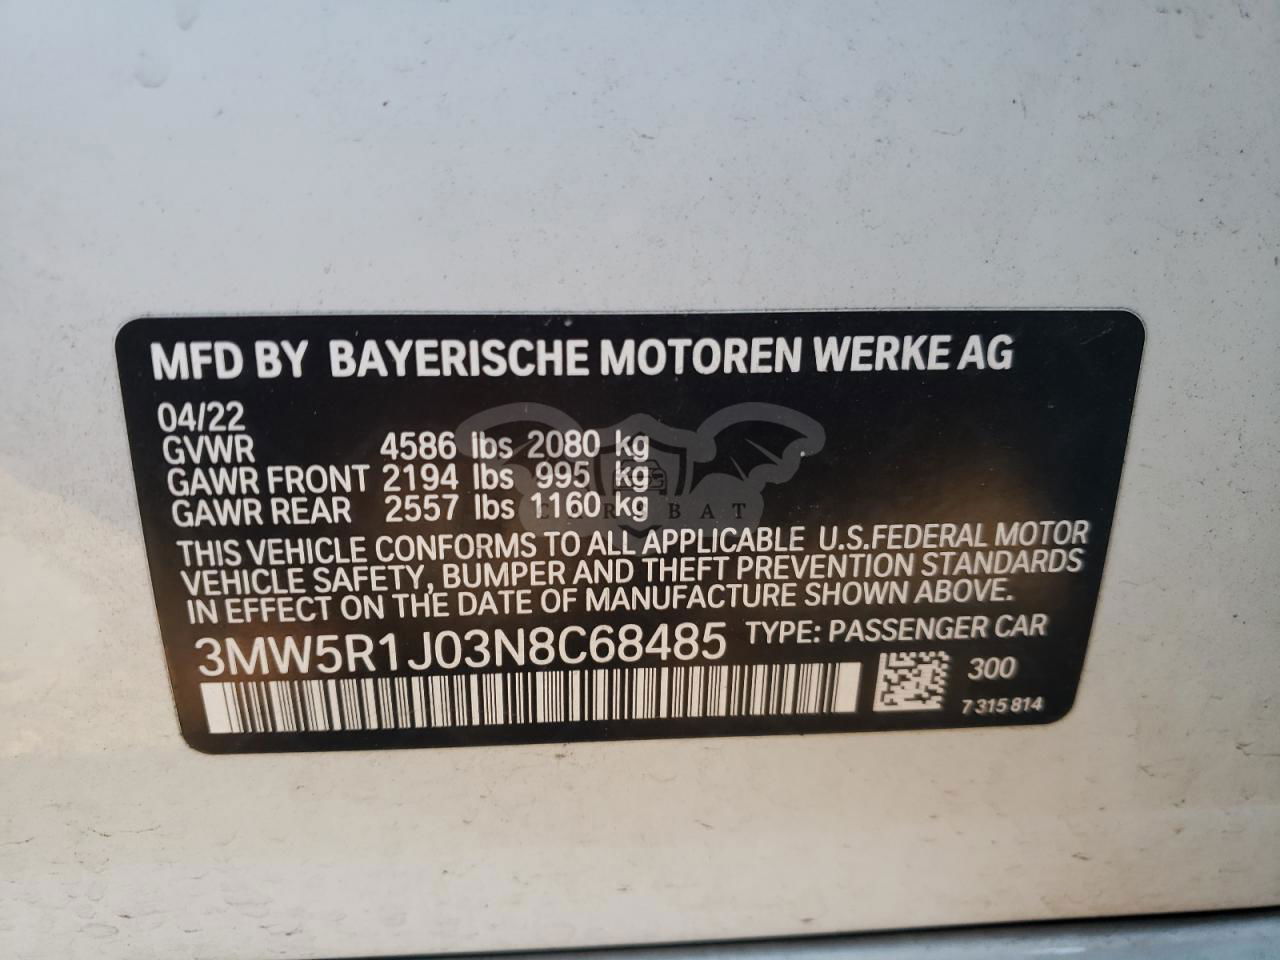 MFD BY BAYERISCHE MOTOREN WERKE AG
04/22
GVWR 4586 lbs 2080 kg
GAWR FRONT 2194 lbs 995 kg
GAWR REAR 2557 lbs 1160 kg
CARS BAT
THIS VEHICLE CONFORMS TO ALL APPLICABLE U.S.FEDERAL MOTOR
VEHICLE SAFETY, BUMPER AND THEFT PREVENTION STANDARDS
IN EFFECT ON THE DATE OF MANUFACTURE SHOWN ABOVE.
3MW5R1J03N8C68485 TYPE: PASSENGER CAR
300
7 315 814